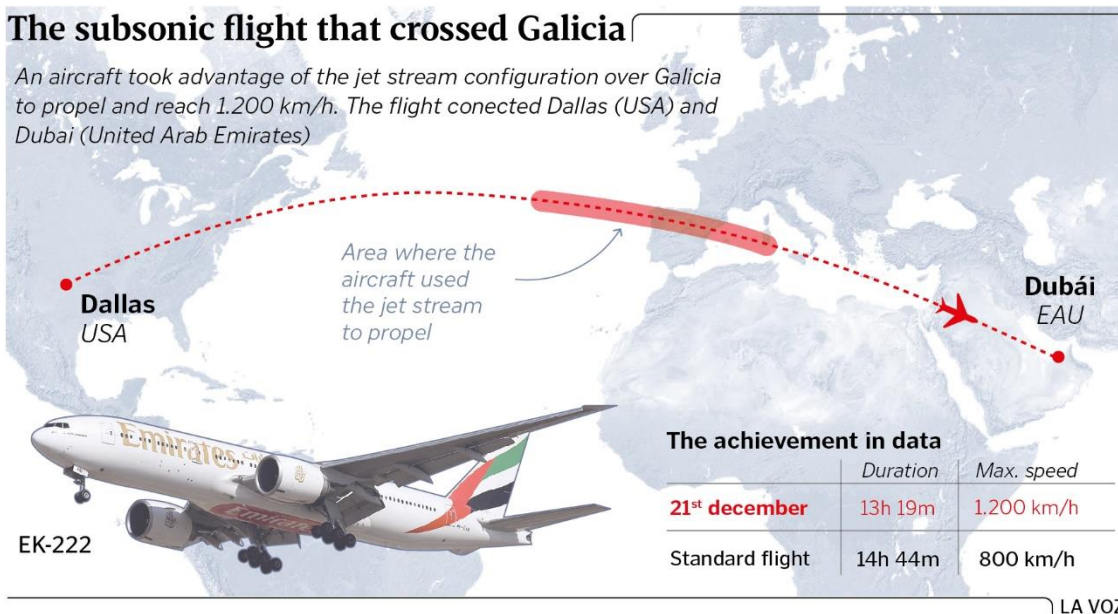 The subsonic flight that crossed Galicia
An aircraft took advantage of the jet stream configuration over Galicia
to propel and reach 1.200 km/h. The flight conected Dallas (USA) and
Dubai (United Arab Emirates)
Area where the
aircraft used
the jet stream
to propel
Dallas
USA
Dubái
EAU
Emirates
Emirates
EK-222
The achievement in data
Duration Max. speed
21st december 13h 19m 1.200 km/h
Standard flight 14h 44m 800 km/h
LA VOZ